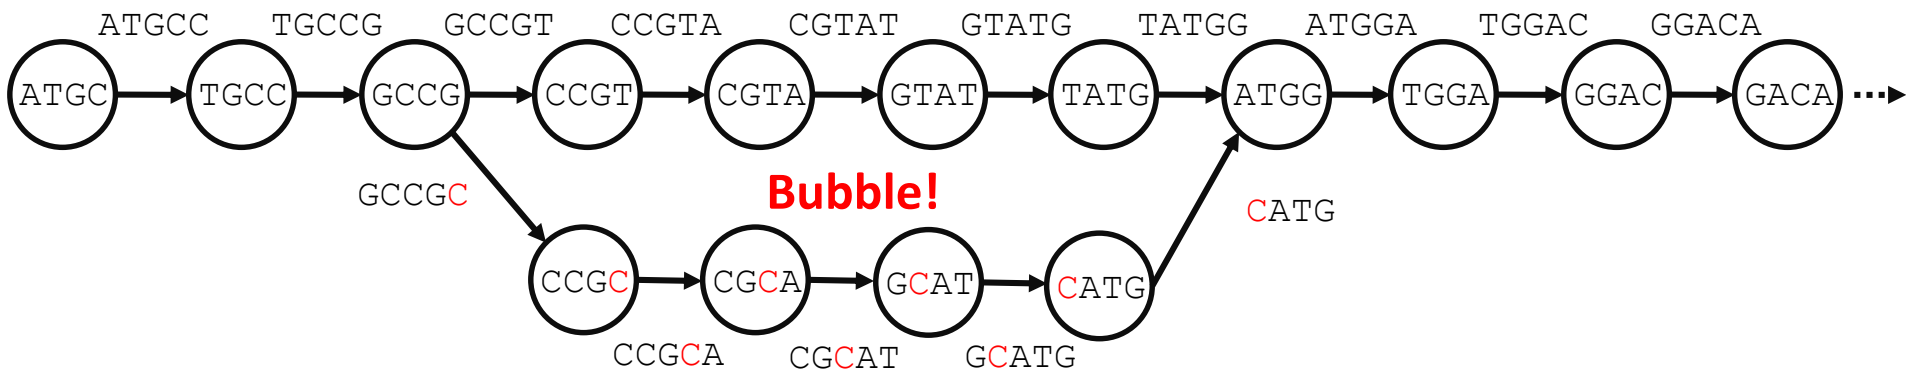 ATGCC TGCCG GCCGT CCGTA CGTAT GTATG TATGG ATGGA TGGAC GGACA
ATGC TGCC GCCG CCGT CGTA GTAT TATG ATGG TGGA GGAC GACA ...
GCCGC Bubble! CATG
CCGC CGCA GCAT CATG
CCGCA CGCAT GCATG